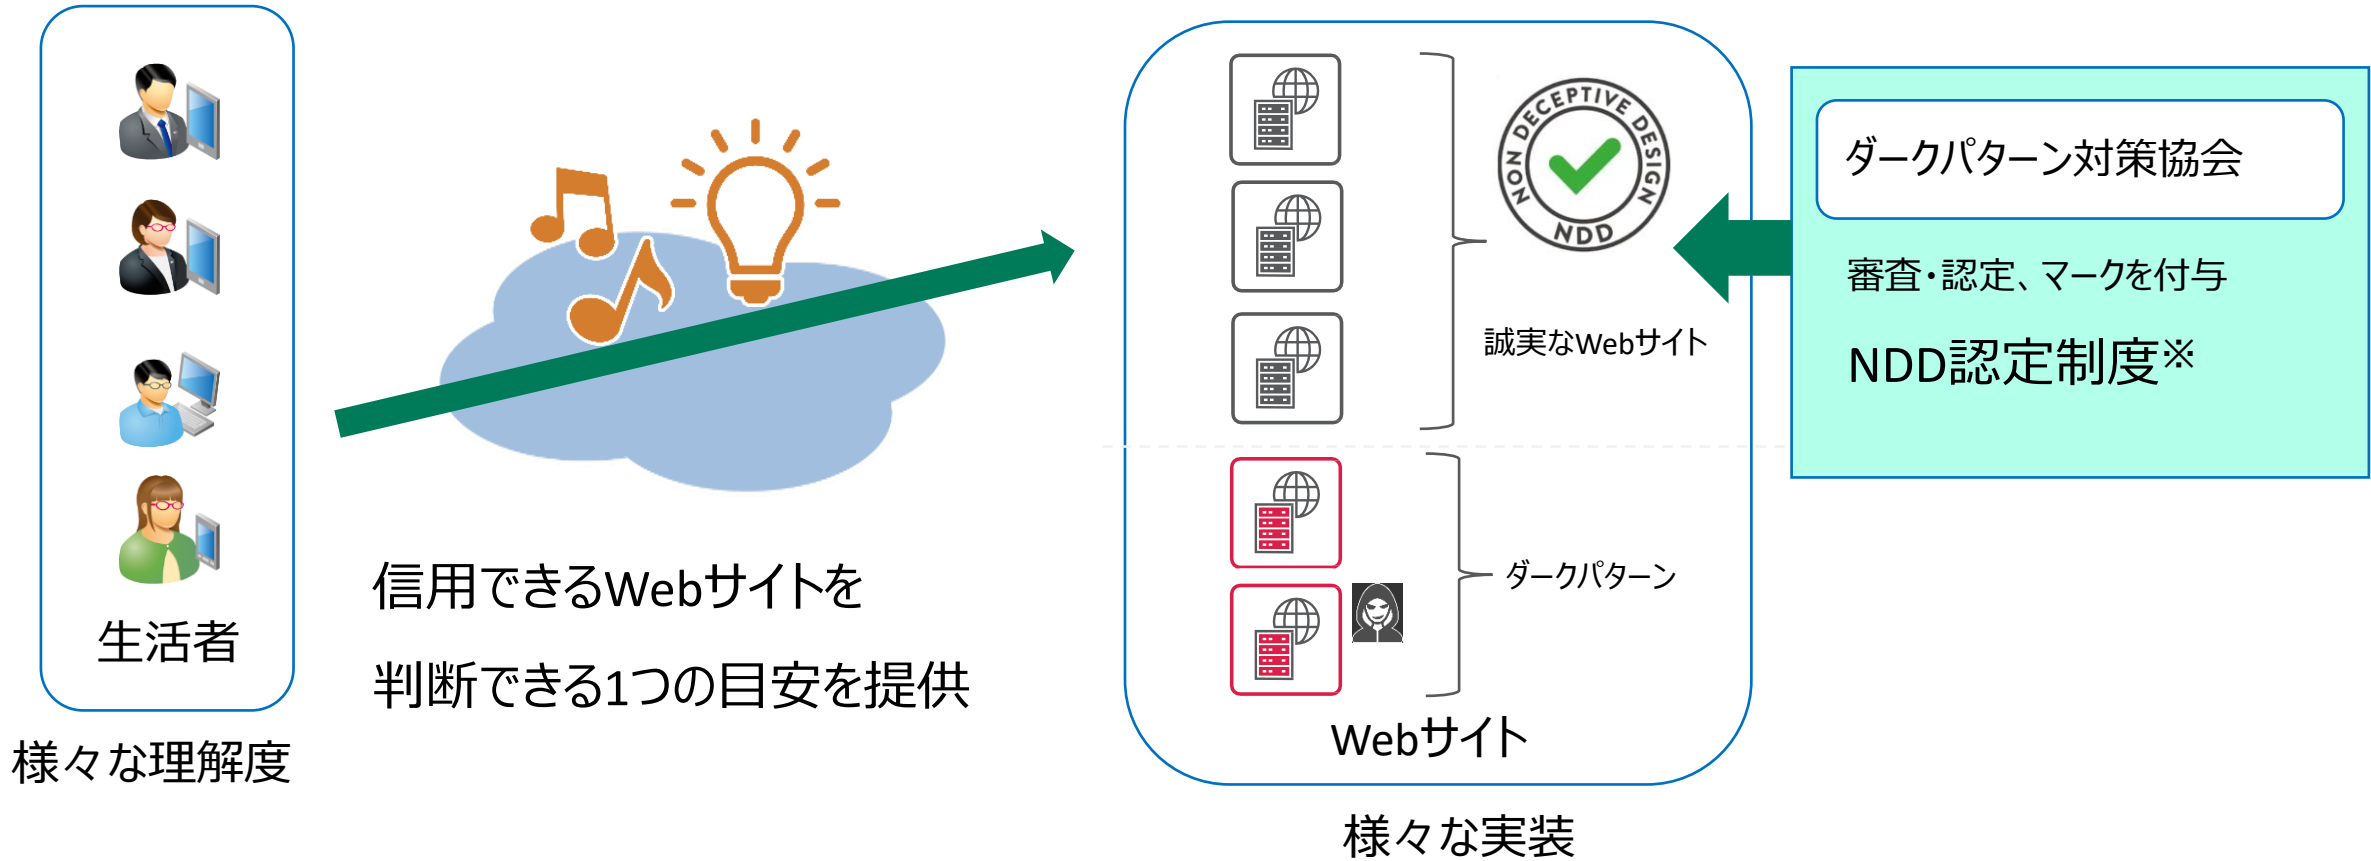 生活者
様々な理解度
信用できるWebサイトを
判断できる1つの目安を提供
NON DECEPTIVE DESIGN
NDD
誠実なWebサイト
ダークパターン
Webサイト
様々な実装
ダークパターン対策協会
審査・認定、マークを付与
NDD認定制度※